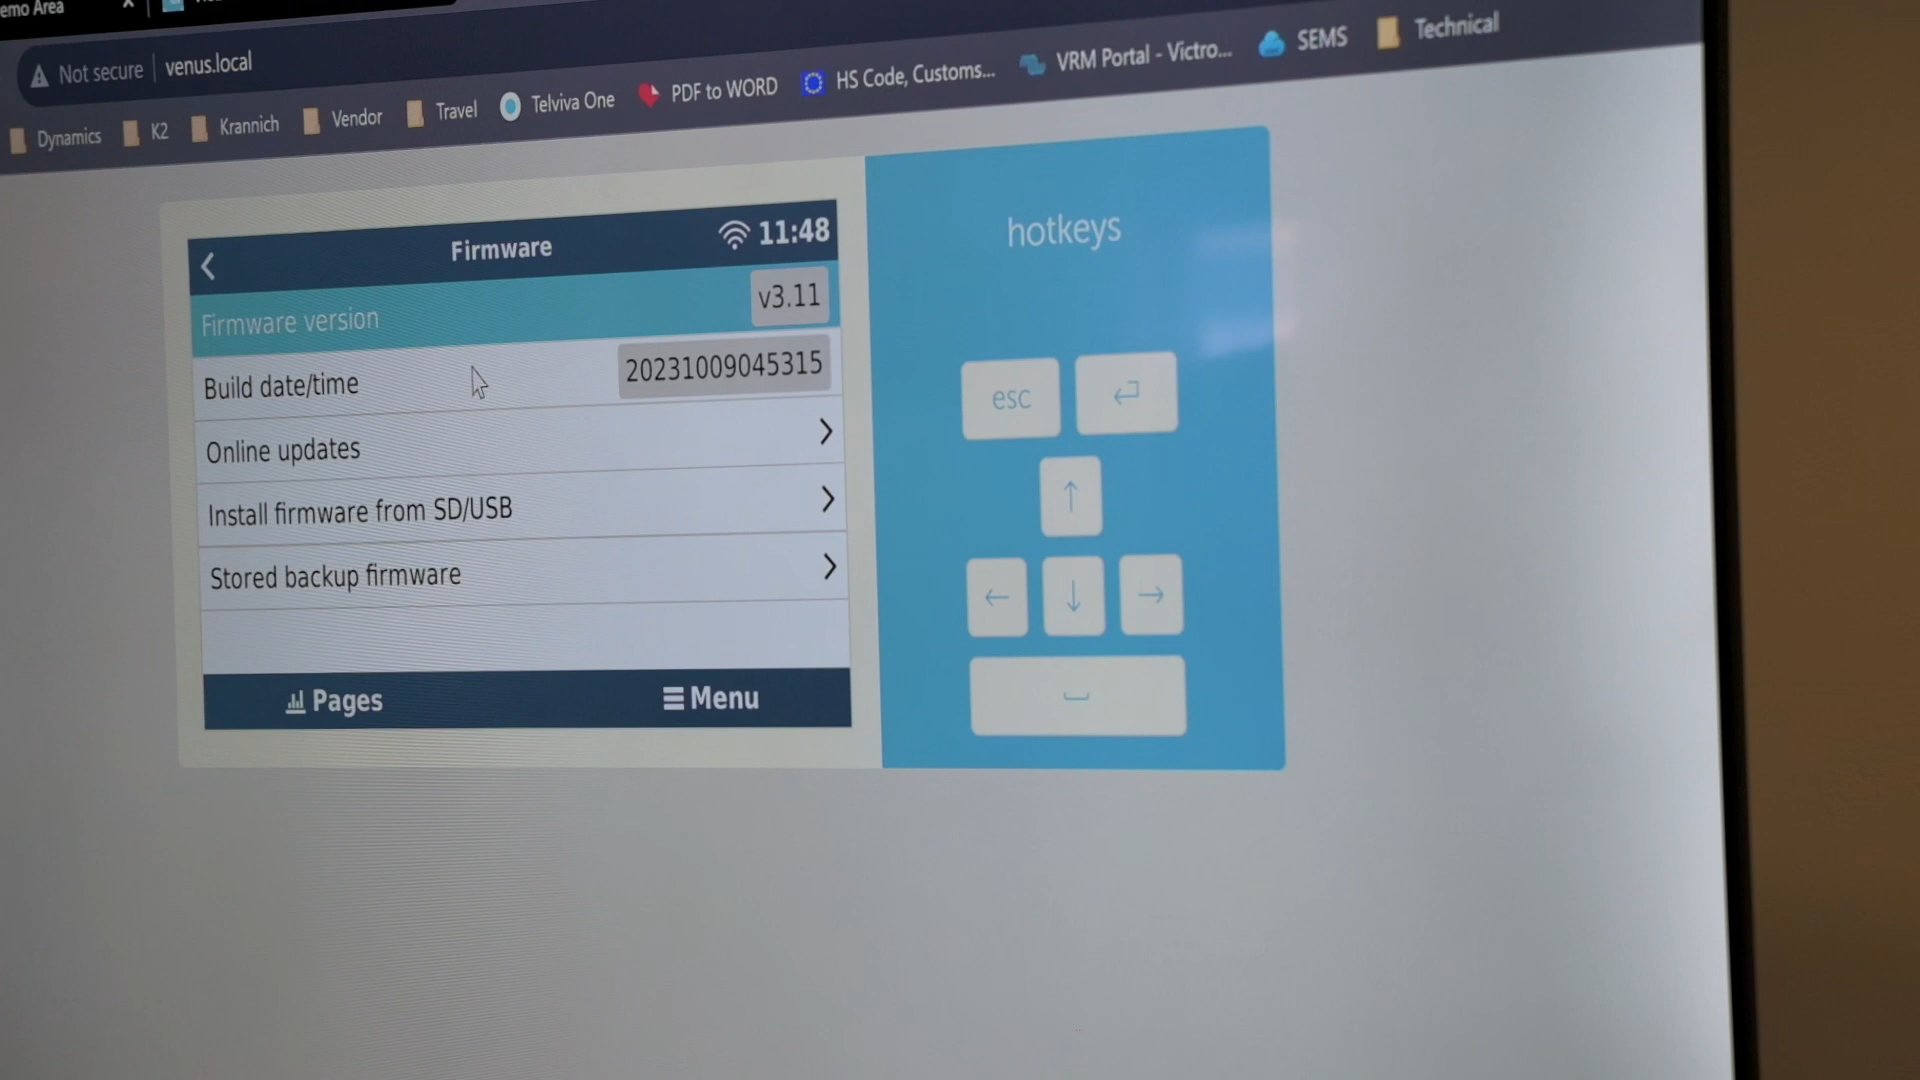 emo Area
Not secure venus.local
Dynamics K2 Krannich Vendor Travel Telviva One PDF to WORD HS Code, Customs... VRM Portal - Victro... SEMS Technical
Firmware 11:48
Firmware version v3.11
Build date/time 20231009045315
Online updates
Install firmware from SD/USB
Stored backup firmware
Pages Menu
hotkeys
esc